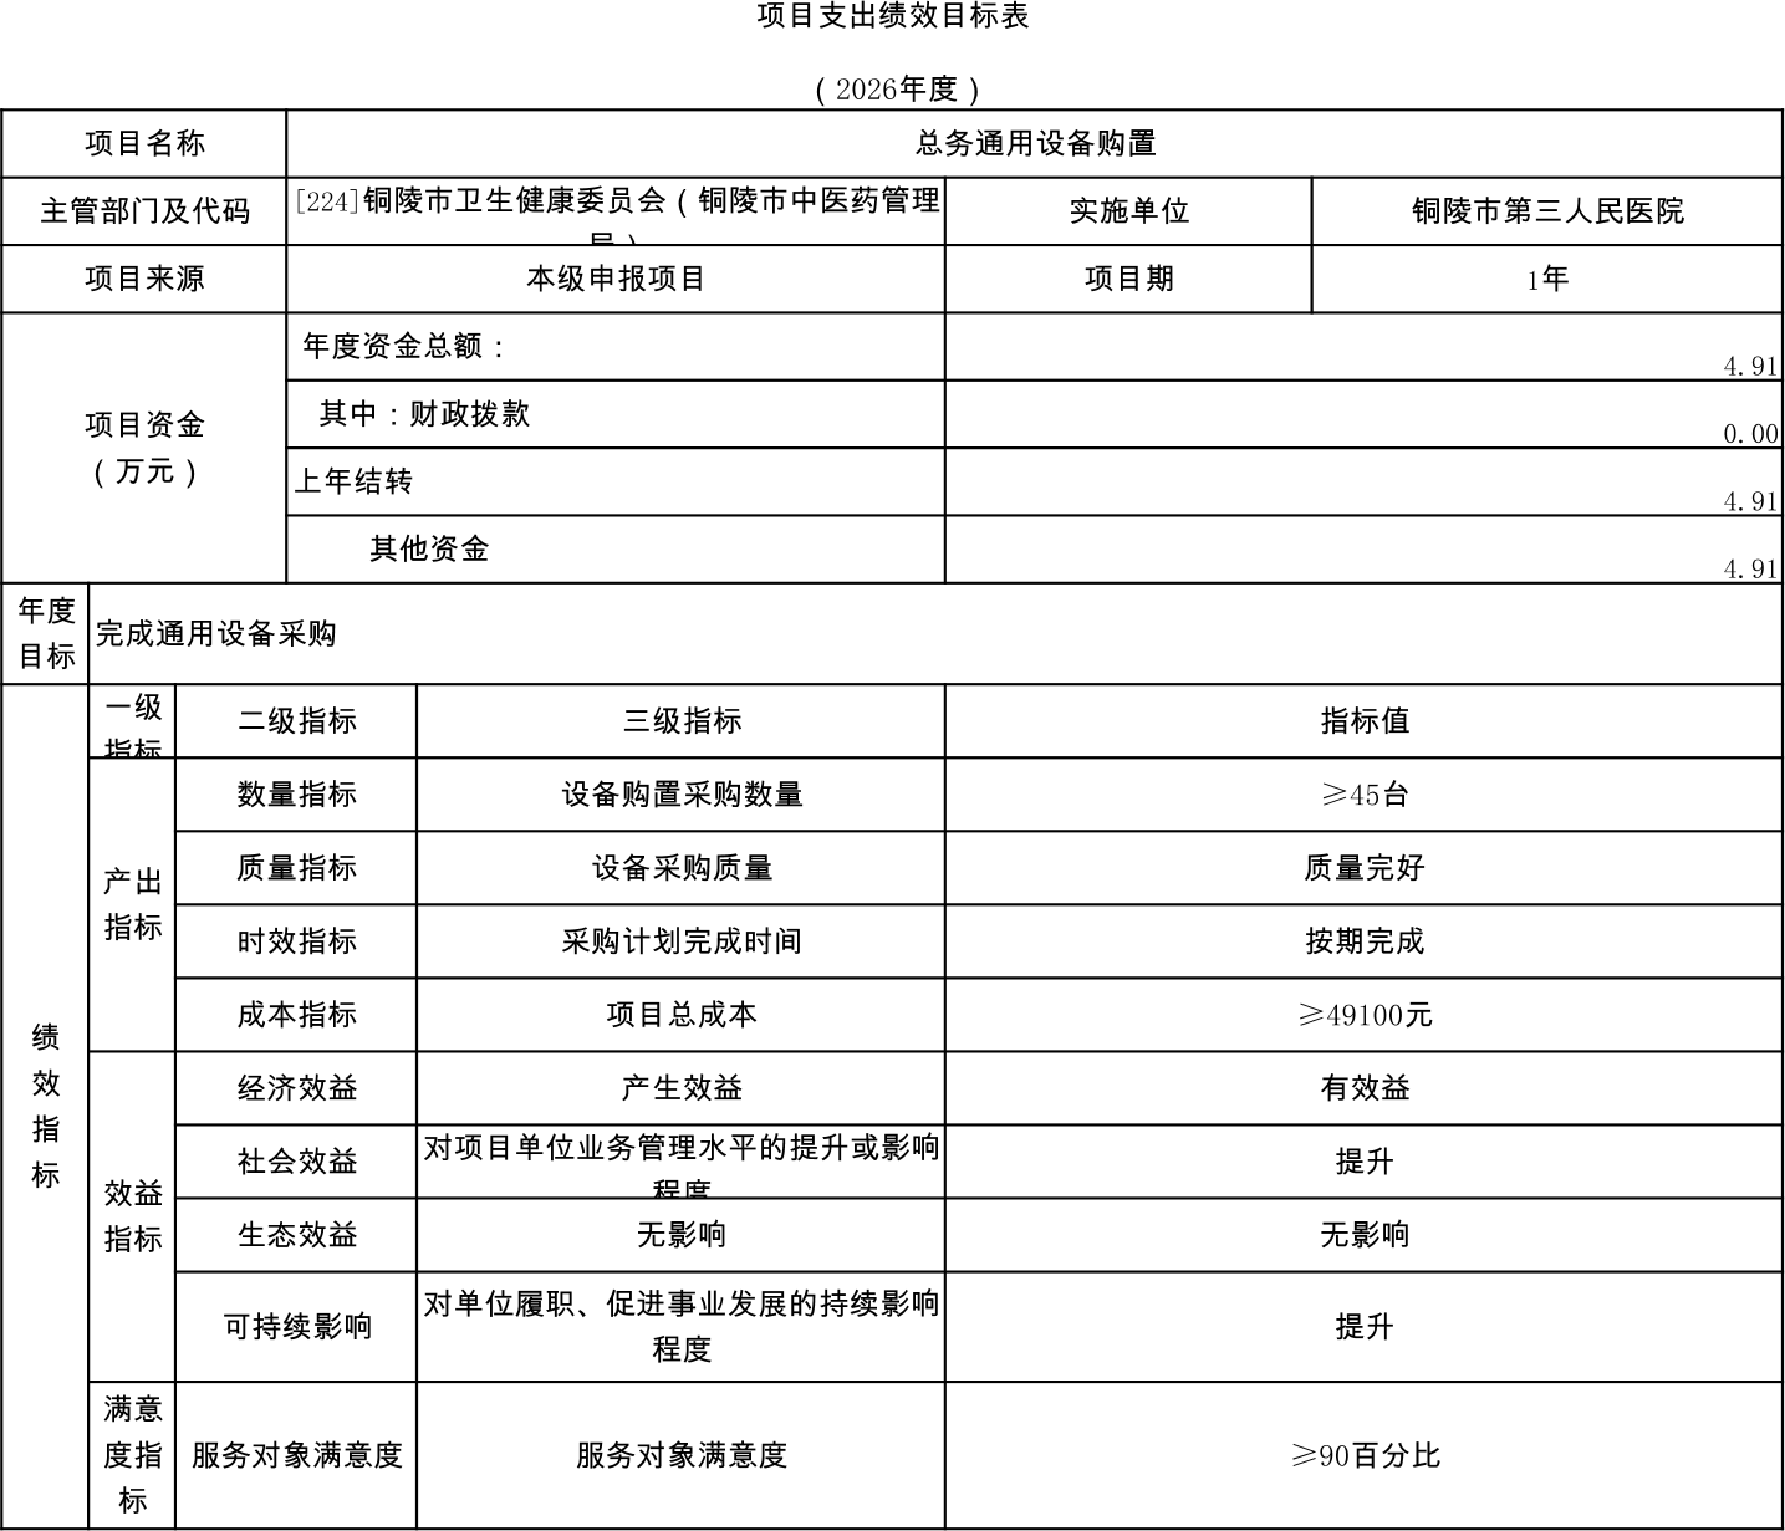 项目支出绩效目标表
（2026年度）
项目名称 总务通用设备购置
主管部门及代码 [224]铜陵市卫生健康委员会（铜陵市中医药管理局） 实施单位 铜陵市第三人民医院
项目来源 本级申报项目 项目期 1年
项目资金
（万元）
年度资金总额： 4.91
其中：财政拨款 0.00
上年结转 4.91
其他资金 4.91
年度
目标
完成通用设备采购
绩
效
指
标
一级
指标
二级指标 三级指标 指标值
产出
指标
数量指标 设备购置采购数量 ≥45台
质量指标 设备采购质量 质量完好
时效指标 采购计划完成时间 按期完成
成本指标 项目总成本 ≥49100元
效益
指标
经济效益 产生效益 有效益
社会效益 对项目单位业务管理水平的提升或影响
程度
提升
生态效益 无影响 无影响
可持续影响 对单位履职、促进事业发展的持续影响
程度
提升
满意
度指
标
服务对象满意度 服务对象满意度 ≥90百分比